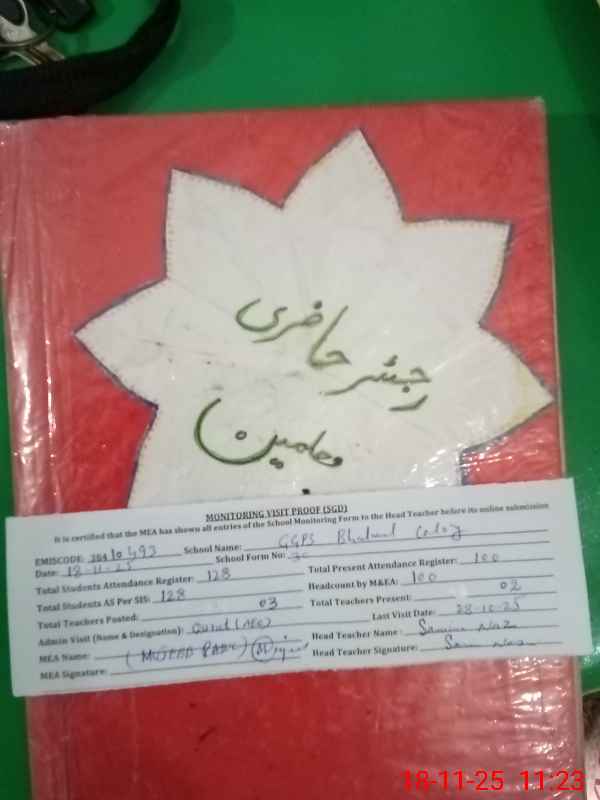 رجسٹر حاضری
معلمین
MONITORING VISIT PROOF (SGD)
It is certified that the MEA has shown all entries of the School Monitoring Form to the Head Teacher before its online submission
EMISCODE: 38410493 School Name: GGPS
Date: 18-11-25 School Form No:
Total Students Attendance Register: 128 Total Present Attendance Register: 100
Total Students AS Per SIS: 128 Headcount by M&EA: 100
Total Teachers Posted: 03 Total Teachers Present: 02
Admin Visit (Name & Designation): (AEO) Last Visit Date: 28-10-25
MEA Name: Head Teacher Name: Samina Naz
MEA Signature: Head Teacher Signature:
18-11-25 11:23